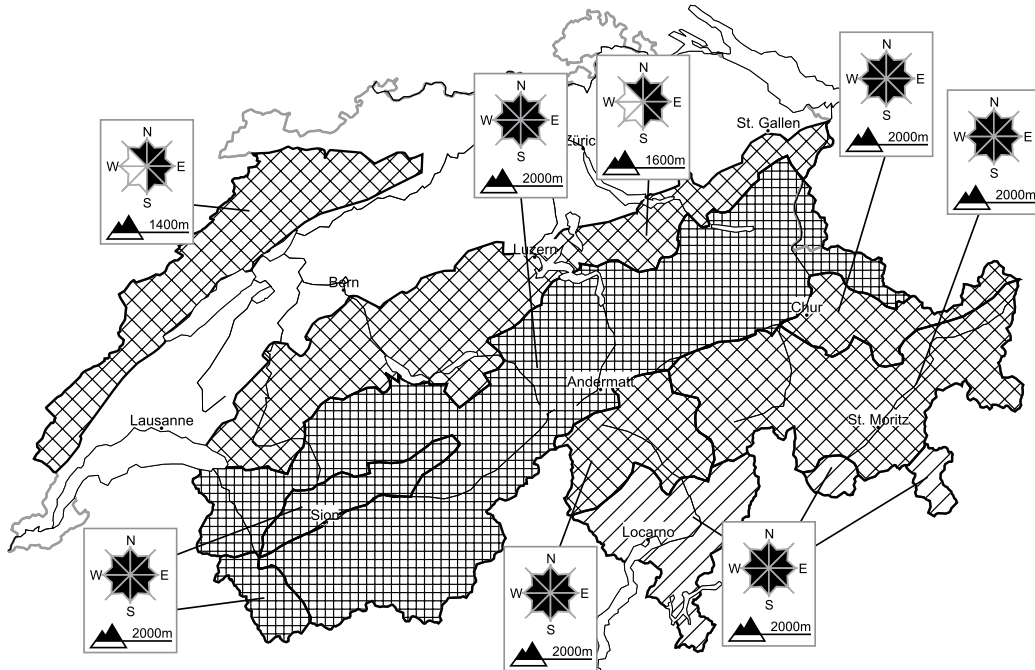 N
W E
S
2000m
N
W E
S
2000m
N
W E
S
1600m
N
W E
S
2000m
N
W E
S
1400m
St. Gallen
Luzern
Bern
Chur
Andermatt
Lausanne
St. Moritz
Sion
Locarno
N
W E
S
2000m
N
W E
S
2000m
N
W E
S
2000m